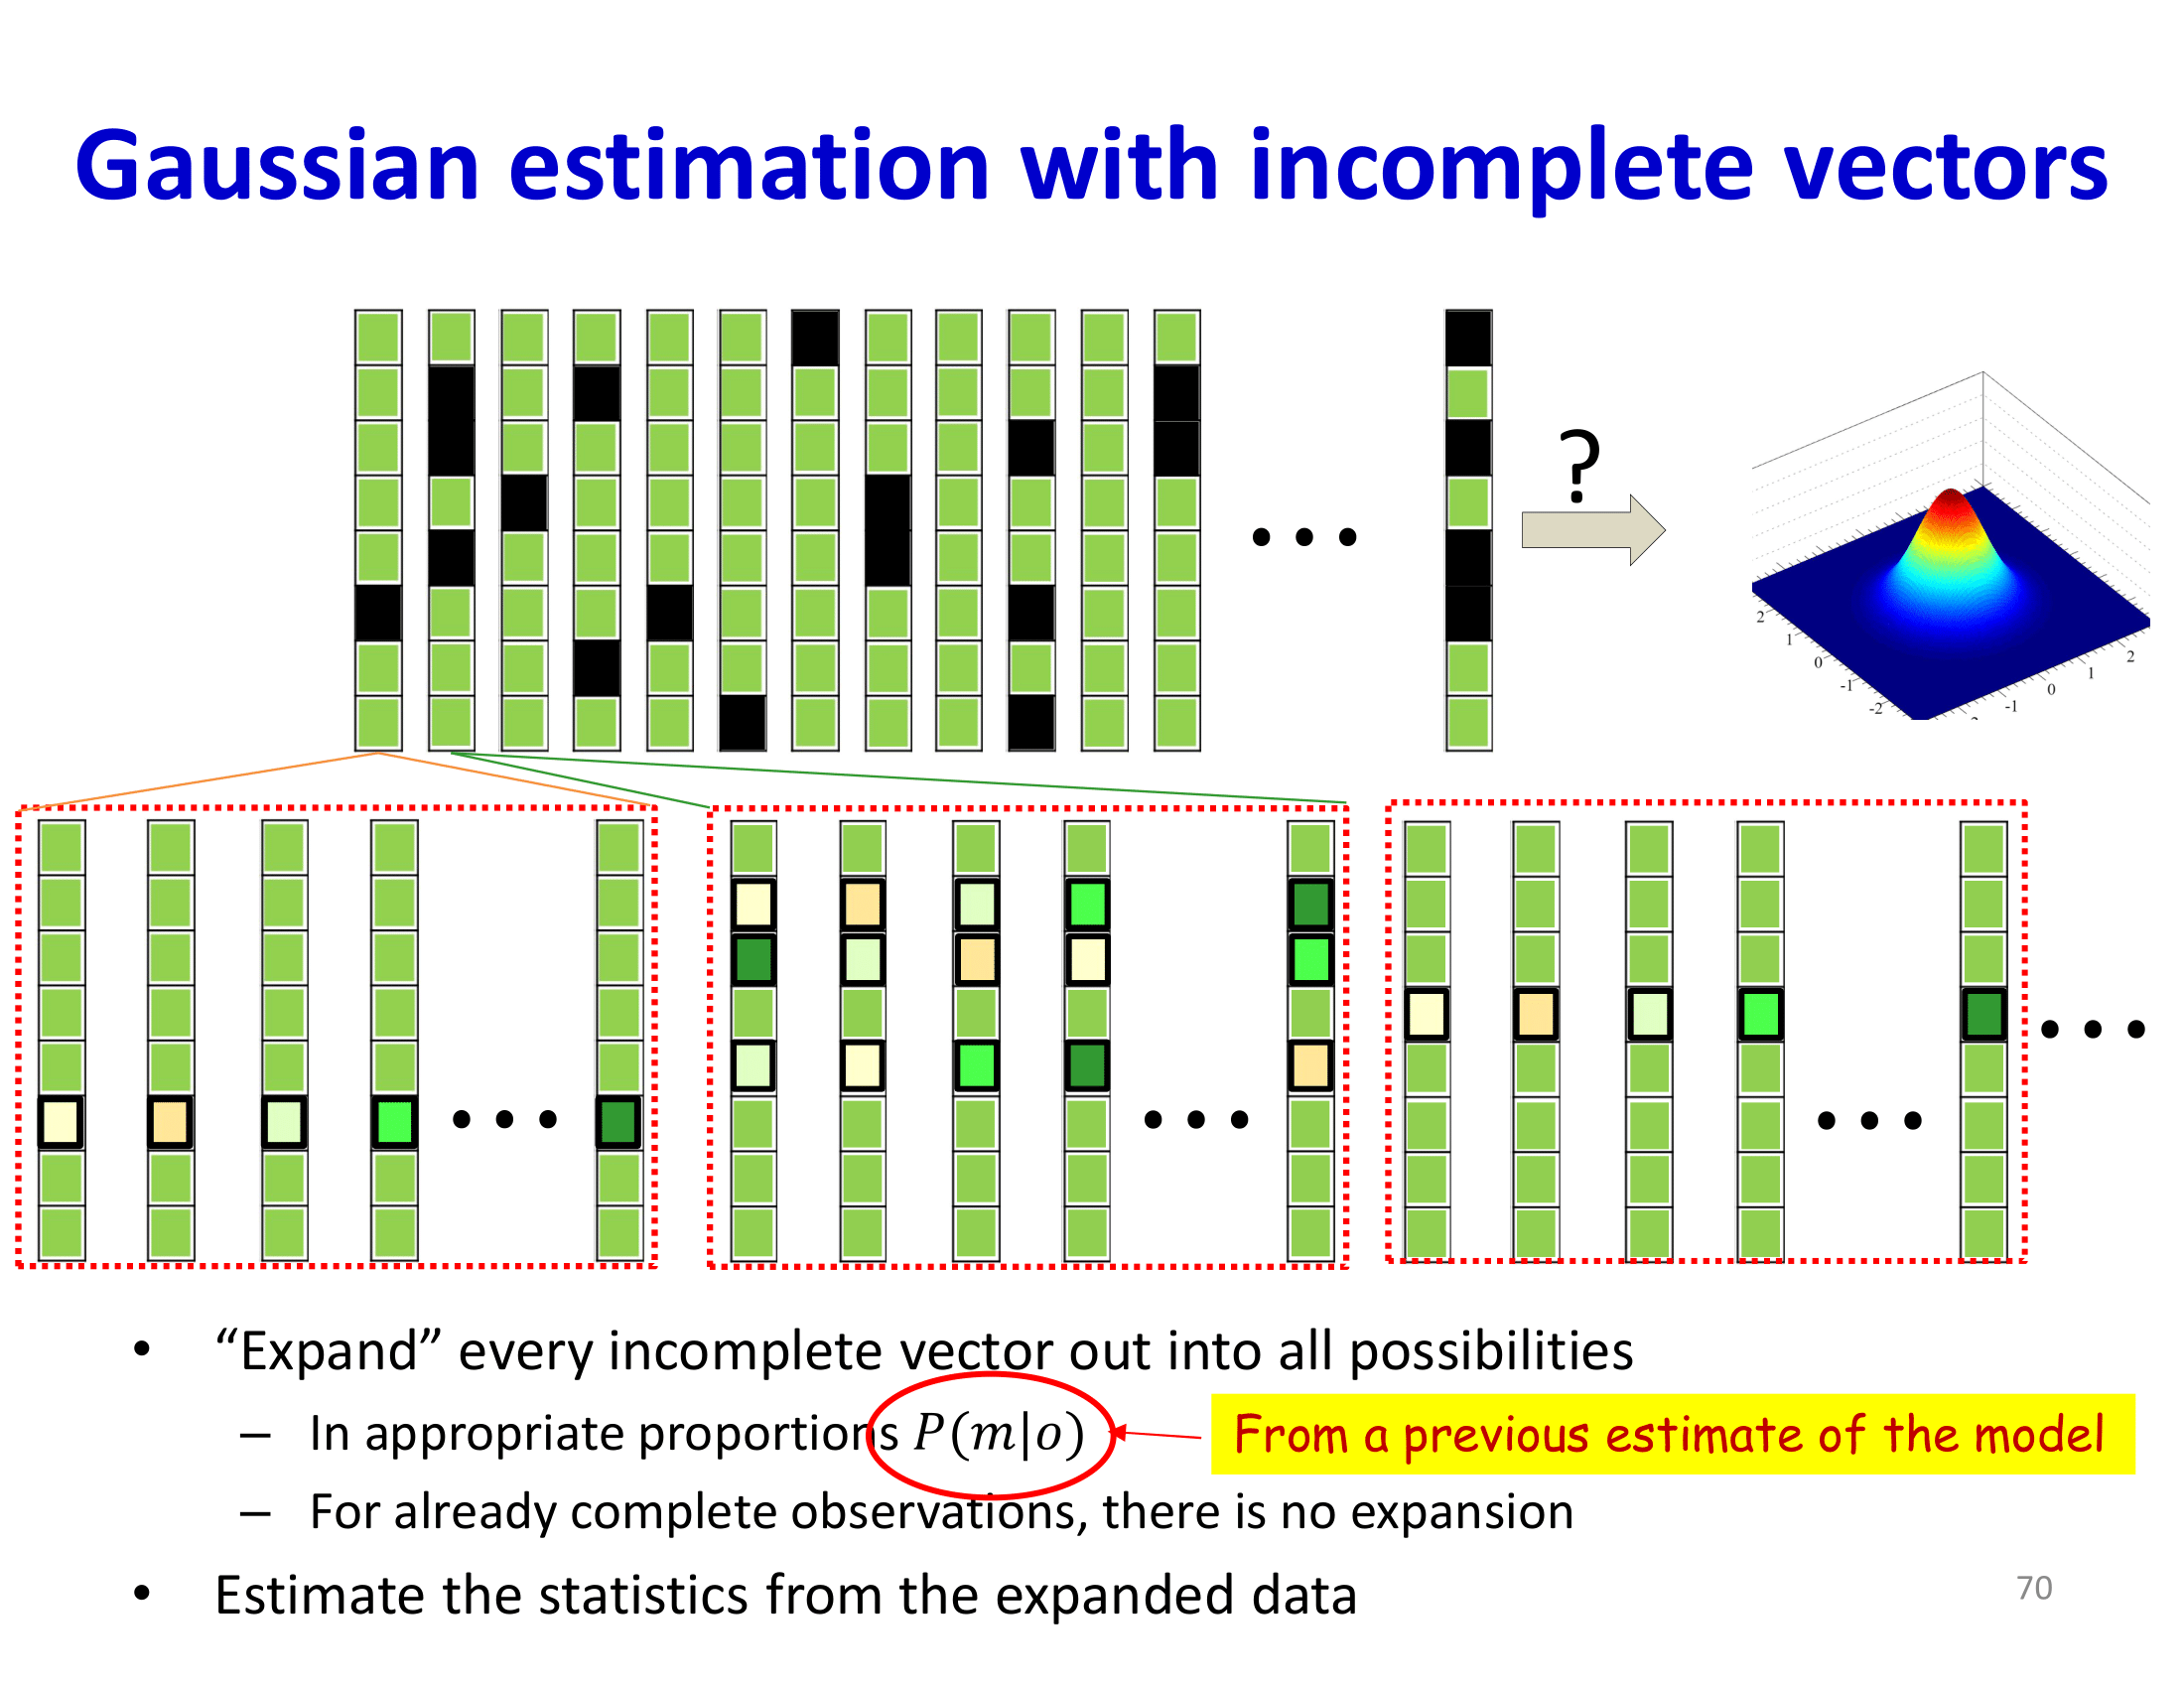 Gaussian estimation with incomplete vectors
?
2
1
0
-1
-2
-1
0
1
2
• “Expand” every incomplete vector out into all possibilities
– In appropriate proportions P(m|o)
From a previous estimate of the model
– For already complete observations, there is no expansion
• Estimate the statistics from the expanded data
70